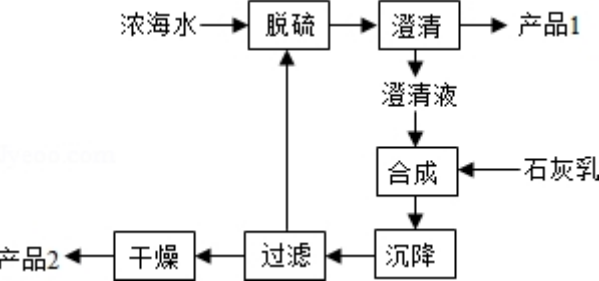 浓海水 脱硫 澄清 产品1
澄清液
合成 石灰乳
产品2 干燥 过滤 沉降